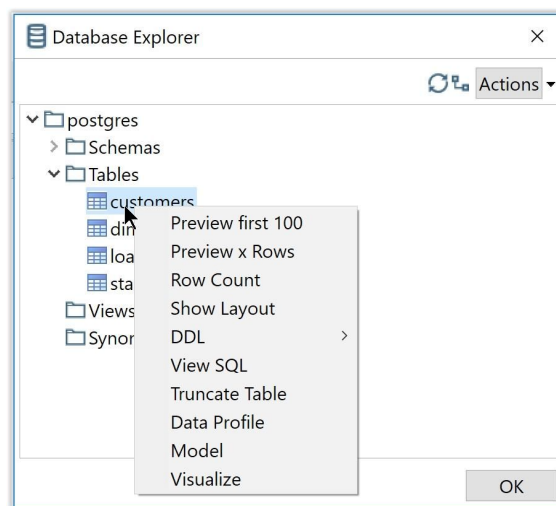 Database Explorer
Actions
postgres
Schemas
Tables
customers
Preview first 100
Preview x Rows
Row Count
Show Layout
DDL
View SQL
Truncate Table
Data Profile
Model
Visualize
Views
OK